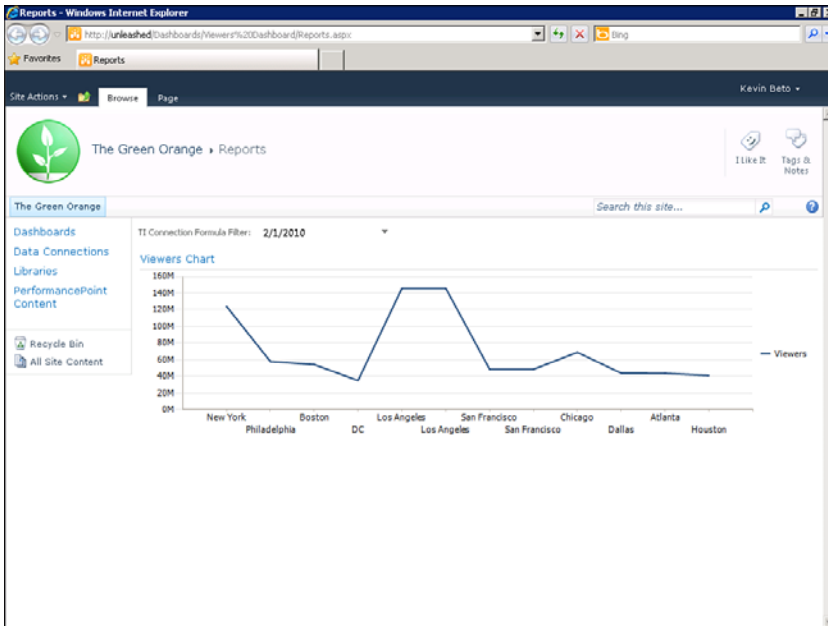 Reports - Windows Internet Explorer
http://unleashed/Dashboards/Viewers%20Dashboard/Reports.aspx
Bing
Favorites Reports
Site Actions Browse Page Kevin Beto
The Green Orange Reports
I Like It Tags & Notes
The Green Orange Search this site...
Dashboards
Data Connections
Libraries
PerformancePoint Content
Recycle Bin
All Site Content
TI Connection Formula Filter: 2/1/2010
Viewers Chart
160M
140M
120M
100M
80M
60M
40M
20M
0M
Viewers
New York Boston Los Angeles San Francisco Chicago Atlanta
Philadelphia DC Los Angeles San Francisco Dallas Houston